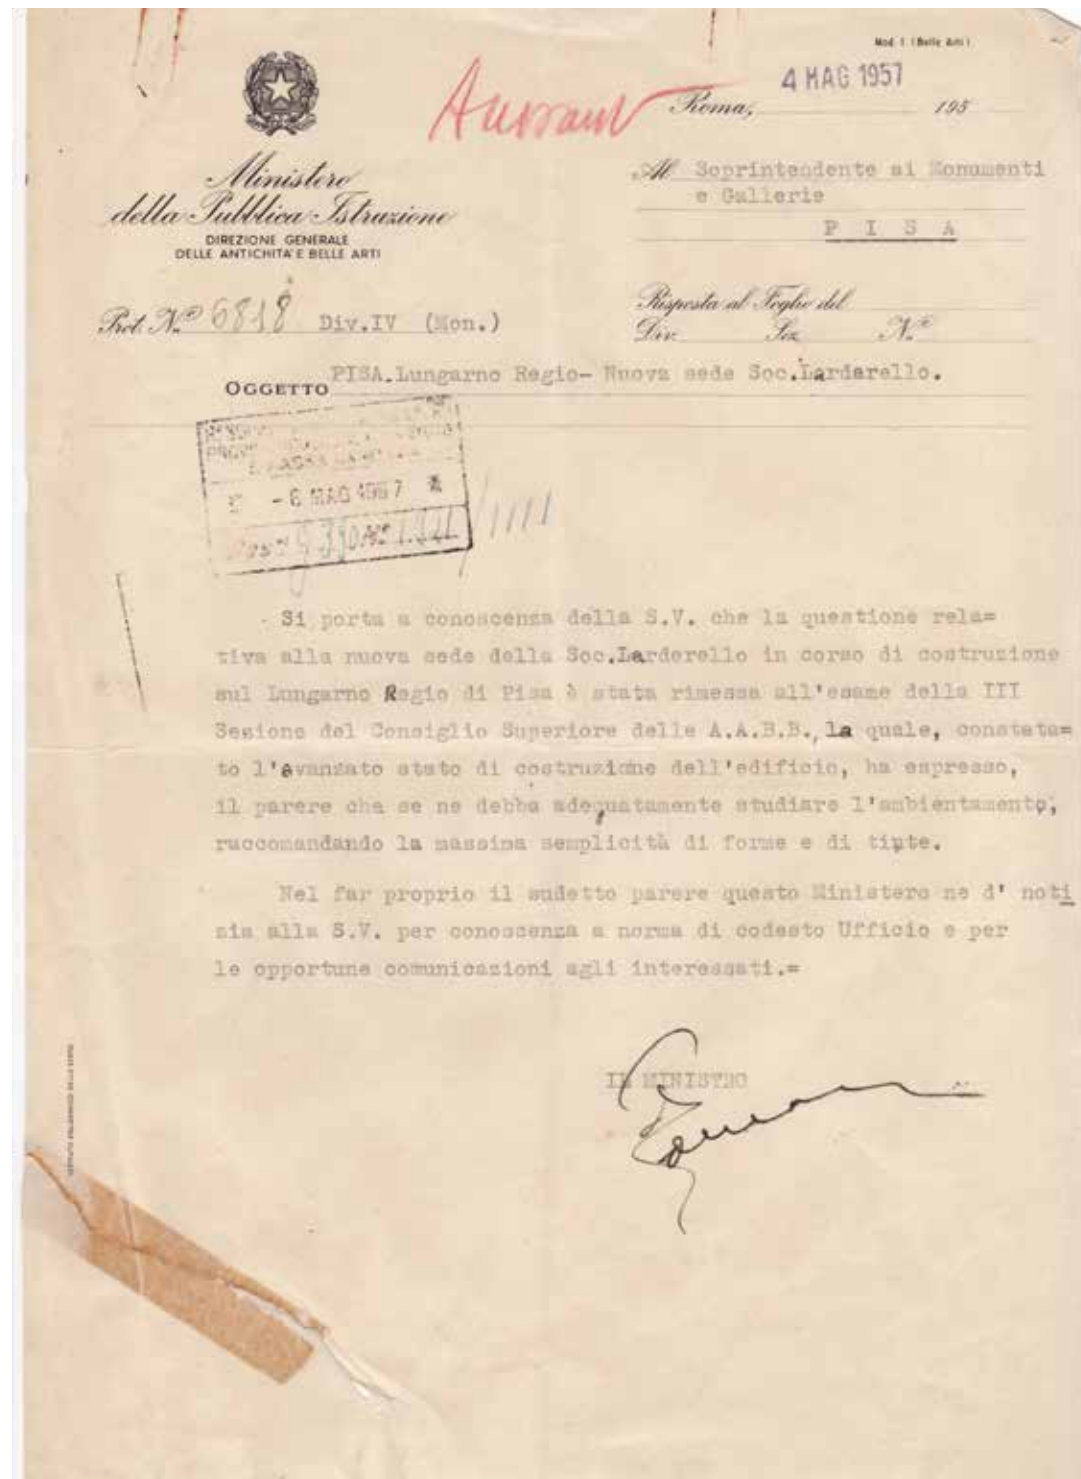 Mod. 1 (Belle Arti)
4 MAG 1957
Roma, 195
Ministero
della Pubblica Istruzione
DIREZIONE GENERALE
DELLE ANTICHITA' E BELLE ARTI
Al Soprintendente ai Monumenti
e Gallerie
P I S A
Prot. N.° 6818 Div.IV (Mon.)
Risposta al Foglio del
Div. Sez. N.°
OGGETTO PISA.Lungarno Regio- Nuova sede Soc.Lardarello.
- 6 MAG 1957
Si porta a conoscenza della S.V. che la questione rela=
tiva alla nuova sede della Soc.Larderello in corso di costruzione
sul Lungarno Regio di Pisa è stata rimessa all'esame della III
Sesione del Consiglio Superiore delle A.A.B.B., la quale, constata=
to l'avanzato stato di costruzione dell'edificio, ha espresso,
il parere che se ne debba adeguatamente studiare l'ambientamento,
raccomandando la massima semplicità di forme e di tinte.
Nel far proprio il sudetto parere questo Ministero ne d' noti
zia alla S.V. per conoscenza a norma di codesto Ufficio e per
le opportune comunicazioni agli interessati.=
IL MINISTRO